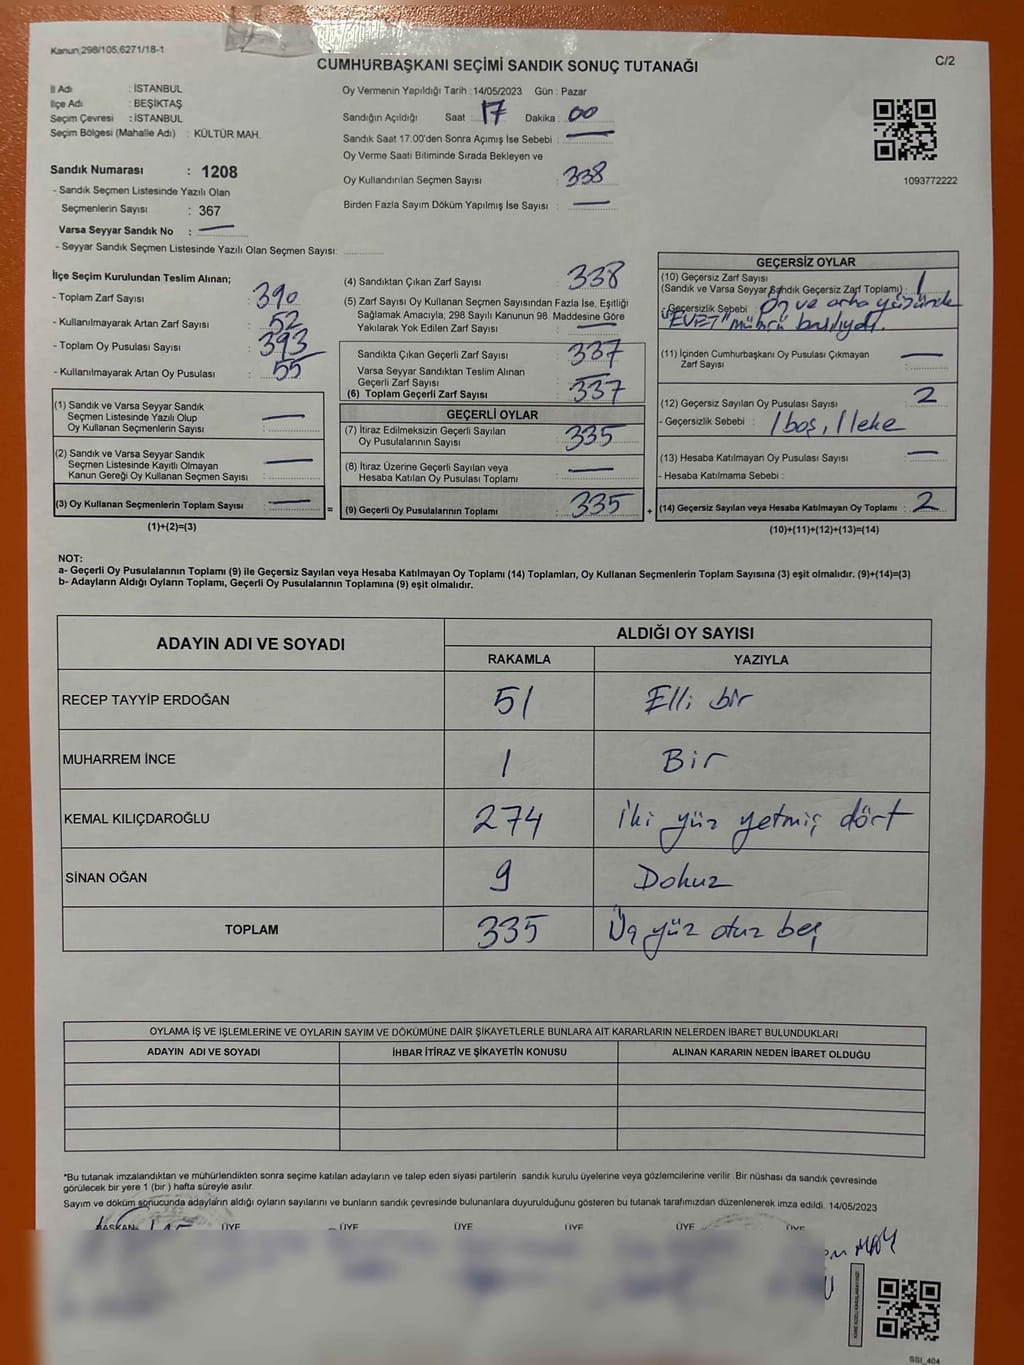 Kanun;298/105,6271/18-1
C/2
CUMHURBAŞKANI SEÇİMİ SANDIK SONUÇ TUTANAĞI
İl Adı : İSTANBUL
İlçe Adı : BEŞİKTAŞ
Seçim Çevresi : İSTANBUL
Seçim Bölgesi (Mahalle Adı) : KÜLTÜR MAH.
Oy Vermenin Yapıldığı Tarih : 14/05/2023 Gün : Pazar
Sandığın Açıldığı Saat : 17 Dakika : 00
Sandık Saat 17.00'den Sonra Açılmış İse Sebebi : —
Oy Verme Saati Bitiminde Sırada Bekleyen ve
Oy Kullandırılan Seçmen Sayısı : 338
Birden Fazla Sayım Döküm Yapılmış İse Sayısı : —
1093772222
Sandık Numarası : 1208
- Sandık Seçmen Listesinde Yazılı Olan
Seçmenlerin Sayısı : 367
Varsa Seyyar Sandık No : —
- Seyyar Sandık Seçmen Listesinde Yazılı Olan Seçmen Sayısı:
İlçe Seçim Kurulundan Teslim Alınan;
- Toplam Zarf Sayısı : 390
- Kullanılmayarak Artan Zarf Sayısı : 52
- Toplam Oy Pusulası Sayısı : 393
- Kullanılmayarak Artan Oy Pusulası : 55
(1) Sandık ve Varsa Seyyar Sandık
Seçmen Listesinde Yazılı Olup
Oy Kullanan Seçmenlerin Sayısı : —
(2) Sandık ve Varsa Seyyar Sandık
Seçmen Listesinde Kayıtlı Olmayan
Kanun Gereği Oy Kullanan Seçmen Sayısı : —
(3) Oy Kullanan Seçmenlerin Toplam Sayısı : —
(1)+(2)=(3)
=
(4) Sandıktan Çıkan Zarf Sayısı : 338
(5) Zarf Sayısı Oy Kullanan Seçmen Sayısından Fazla İse, Eşitliği
Sağlamak Amacıyla, 298 Sayılı Kanunun 98. Maddesine Göre
Yakılarak Yok Edilen Zarf Sayısı : —
Sandıkta Çıkan Geçerli Zarf Sayısı : 337
Varsa Seyyar Sandıktan Teslim Alınan
Geçerli Zarf Sayısı : —
(6) Toplam Geçerli Zarf Sayısı : 337
GEÇERLİ OYLAR
(7) İtiraz Edilmeksizin Geçerli Sayılan
Oy Pusulalarının Sayısı : 335
(8) İtiraz Üzerine Geçerli Sayılan veya
Hesaba Katılan Oy Pusulası Toplamı : —
(9) Geçerli Oy Pusulalarının Toplamı : 335
+
GEÇERSİZ OYLAR
(10) Geçersiz Zarf Sayısı
(Sandık ve Varsa Seyyar Sandık Geçersiz Zarf Toplamı) : 1
- Geçersizlik Sebebi : Ön ve arka yüzünde
"EVET" mührü basılıydı.
(11) İçinden Cumhurbaşkanı Oy Pusulası Çıkmayan
Zarf Sayısı : —
(12) Geçersiz Sayılan Oy Pusulası Sayısı : 2
- Geçersizlik Sebebi : 1 boş, 1 leke
(13) Hesaba Katılmayan Oy Pusulası Sayısı : —
- Hesaba Katılmama Sebebi :
(14) Geçersiz Sayılan veya Hesaba Katılmayan Oy Toplamı : 2
(10)+(11)+(12)+(13)=(14)
NOT:
a- Geçerli Oy Pusulalarının Toplamı (9) ile Geçersiz Sayılan veya Hesaba Katılmayan Oy Toplamı (14) Toplamları, Oy Kullanan Seçmenlerin Toplam Sayısına (3) eşit olmalıdır. (9)+(14)=(3)
b- Adayların Aldığı Oyların Toplamı, Geçerli Oy Pusulalarının Toplamına (9) eşit olmalıdır.
ADAYIN ADI VE SOYADI ALDIĞI OY SAYISI
RAKAMLA YAZIYLA
RECEP TAYYİP ERDOĞAN 51 Elli bir
MUHARREM İNCE 1 Bir
KEMAL KILIÇDAROĞLU 274 İki yüz yetmiş dört
SİNAN OĞAN 9 Dokuz
TOPLAM 335 Üç yüz otuz beş
OYLAMA İŞ VE İŞLEMLERİNE VE OYLARIN SAYIM VE DÖKÜMÜNE DAİR ŞİKAYETLERLE BUNLARA AİT KARARLARIN NELERDEN İBARET BULUNDUKLARI
ADAYIN ADI VE SOYADI İHBAR İTİRAZ VE ŞİKAYETİN KONUSU ALINAN KARARIN NEDEN İBARET OLDUĞU
*Bu tutanak imzalandıktan ve mühürlendikten sonra seçime katılan adayların ve talep eden siyasi partilerin sandık kurulu üyelerine veya gözlemcilerine verilir. Bir nüshası da sandık çevresinde
görülecek bir yere 1 (bir) hafta süreyle asılır.
Sayım ve döküm sonucunda adayların aldığı oyların sayılarını ve bunların sandık çevresinde bulunanlara duyurulduğunu gösteren bu tutanak tarafımızdan düzenlenerek imza edildi. 14/05/2023
BAŞKAN ÜYE ÜYE ÜYE ÜYE ÜYE
SSI_404